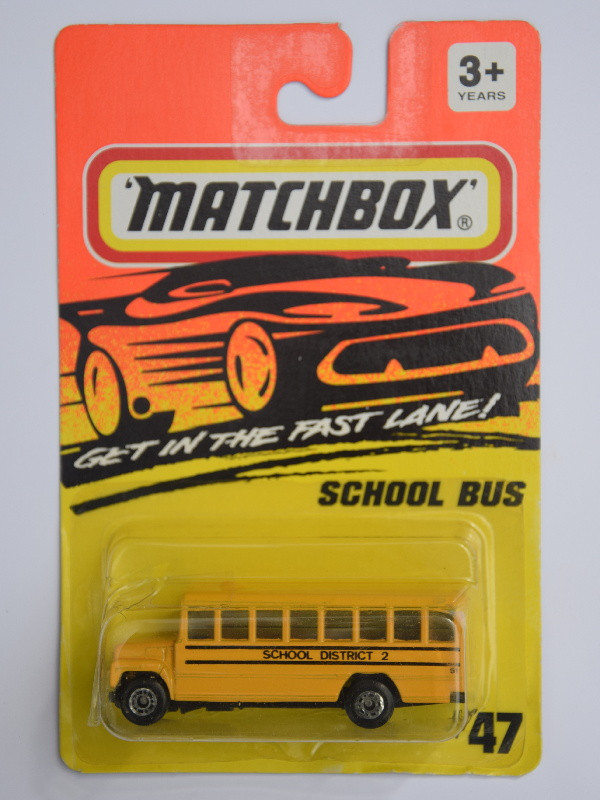 3+
YEARS
'MATCHBOX'®
GET IN THE FAST LANE!
SCHOOL BUS
SCHOOL DISTRICT 2
47